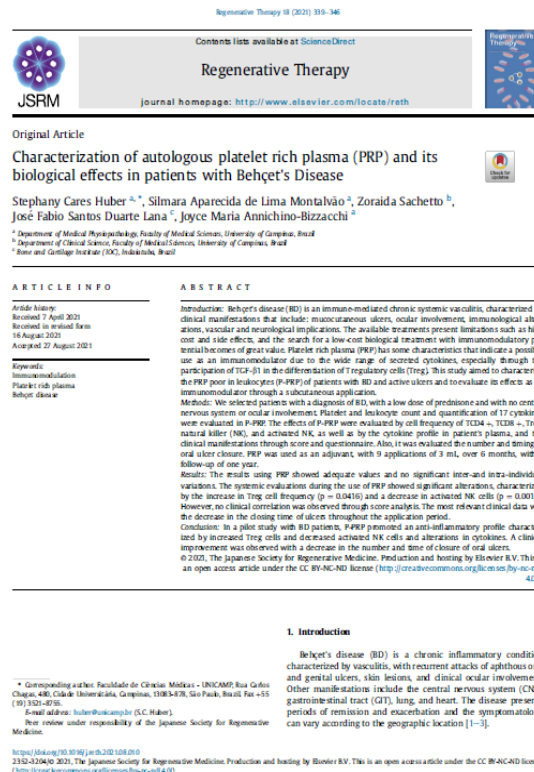 Regenerative Therapy 18 (2021) 339–346
Contents lists available at ScienceDirect
Regenerative Therapy
journal homepage: http://www.elsevier.com/locate/reth
JSRM
Regenerative
Therapy
Original Article
Characterization of autologous platelet rich plasma (PRP) and its
biological effects in patients with Behçet's Disease
Check for
updates
Stephany Cares Huber a, *, Silmara Aparecida de Lima Montalvão a, Zoraida Sachetto b,
José Fabio Santos Duarte Lana c, Joyce Maria Annichino-Bizzacchi a
a Department of Medical Physiopathology, Faculty of Medical Sciences, University of Campinas, Brazil
b Department of Clinical Science, Faculty of Medical Sciences, University of Campinas, Brazil
c Bone and Cartilage Institute (IOC), Indaiatuba, Brazil
ARTICLE INFO
Article history:
Received 7 April 2021
Received in revised form
16 August 2021
Accepted 27 August 2021
Keywords:
Immunomodulation
Platelet rich plasma
Behçet disease
ABSTRACT
Introduction: Behçet's disease (BD) is an immune-mediated chronic systemic vasculitis, characterized
clinical manifestations that include: mucocutaneous ulcers, ocular involvement, immunological alt
ations, vascular and neurological implications. The available treatments present limitations such as hi
cost and side effects, and the search for a low-cost biological treatment with immunomodulatory p
tential becomes of great value. Platelet rich plasma (PRP) has some characteristics that indicate a possil
use as an immunomodulator due to the wide range of secreted cytokines, especially through t
participation of TGF-β1 in the differentiation of T regulatory cells (Treg). This study aimed to character
the PRP poor in leukocytes (P-PRP) of patients with BD and active ulcers and to evaluate its effects as
immunomodulator through a subcutaneous application.
Methods: We selected patients with a diagnosis of BD, with a low dose of prednisone and with no cent
nervous system or ocular involvement. Platelet and leukocyte count and quantification of 17 cytokin
were evaluated in P-PRP. The effects of P-PRP were evaluated by cell frequency of TCD4 +, TCD8 +, Tr
natural killer (NK), and activated NK, as well as by the cytokine profile in patient's plasma, and t
clinical manifestations through score and questionnaire. Also, it was evaluated the number and timing
oral ulcer closure. PRP was used as an adjuvant, with 9 applications of 3 mL, over 6 months, with
follow-up of one year.
Results: The results using PRP showed adequate values and no significant inter-and intra-individu
variations. The systemic evaluations during the use of PRP showed significant alterations, characteriz
by the increase in Treg cell frequency (p = 0.0416) and a decrease in activated NK cells (p = 0.001
However, no clinical correlation was observed through score analysis. The most relevant clinical data w
the decrease in the closing time of ulcers throughout the application period.
Conclusion: In a pilot study with BD patients, P-PRP promoted an anti-inflammatory profile characte
ized by increased Treg cells and decreased activated NK cells and alterations in cytokines. A clinic
improvement was observed with a decrease in the number and time of closure of oral ulcers.
© 2021, The Japanese Society for Regenerative Medicine. Production and hosting by Elsevier B.V. This
an open access article under the CC BY-NC-ND license (http://creativecommons.org/licenses/by-nc-n
4.0
1. Introduction
Behçet's disease (BD) is a chronic inflammatory conditi
characterized by vasculitis, with recurrent attacks of aphthous o
and genital ulcers, skin lesions, and clinical ocular involveme
Other manifestations include the central nervous system (CN
gastrointestinal tract (GIT), lung, and heart. The disease presen
periods of remission and exacerbation and the symptomatolo
can vary according to the geographic location [1–3].
* Corresponding author. Faculdade de Ciências Médicas - UNICAMP, Rua Carlos
Chagas, 480, Cidade Universitária, Campinas, 13083-878, São Paulo, Brazil. Fax +55
(19) 3521-8755.
E-mail address: huber@unicamp.br (S.C. Huber).
Peer review under responsibility of the Japanese Society for Regenerative
Medicine.
https://doi.org/10.1016/j.reth.2021.08.010
2352-3204/© 2021, The Japanese Society for Regenerative Medicine. Production and hosting by Elsevier B.V. This is an open access article under the CC BY-NC-ND licen
(http://creativecommons.org/licenses/by-nc-nd/4.0/).